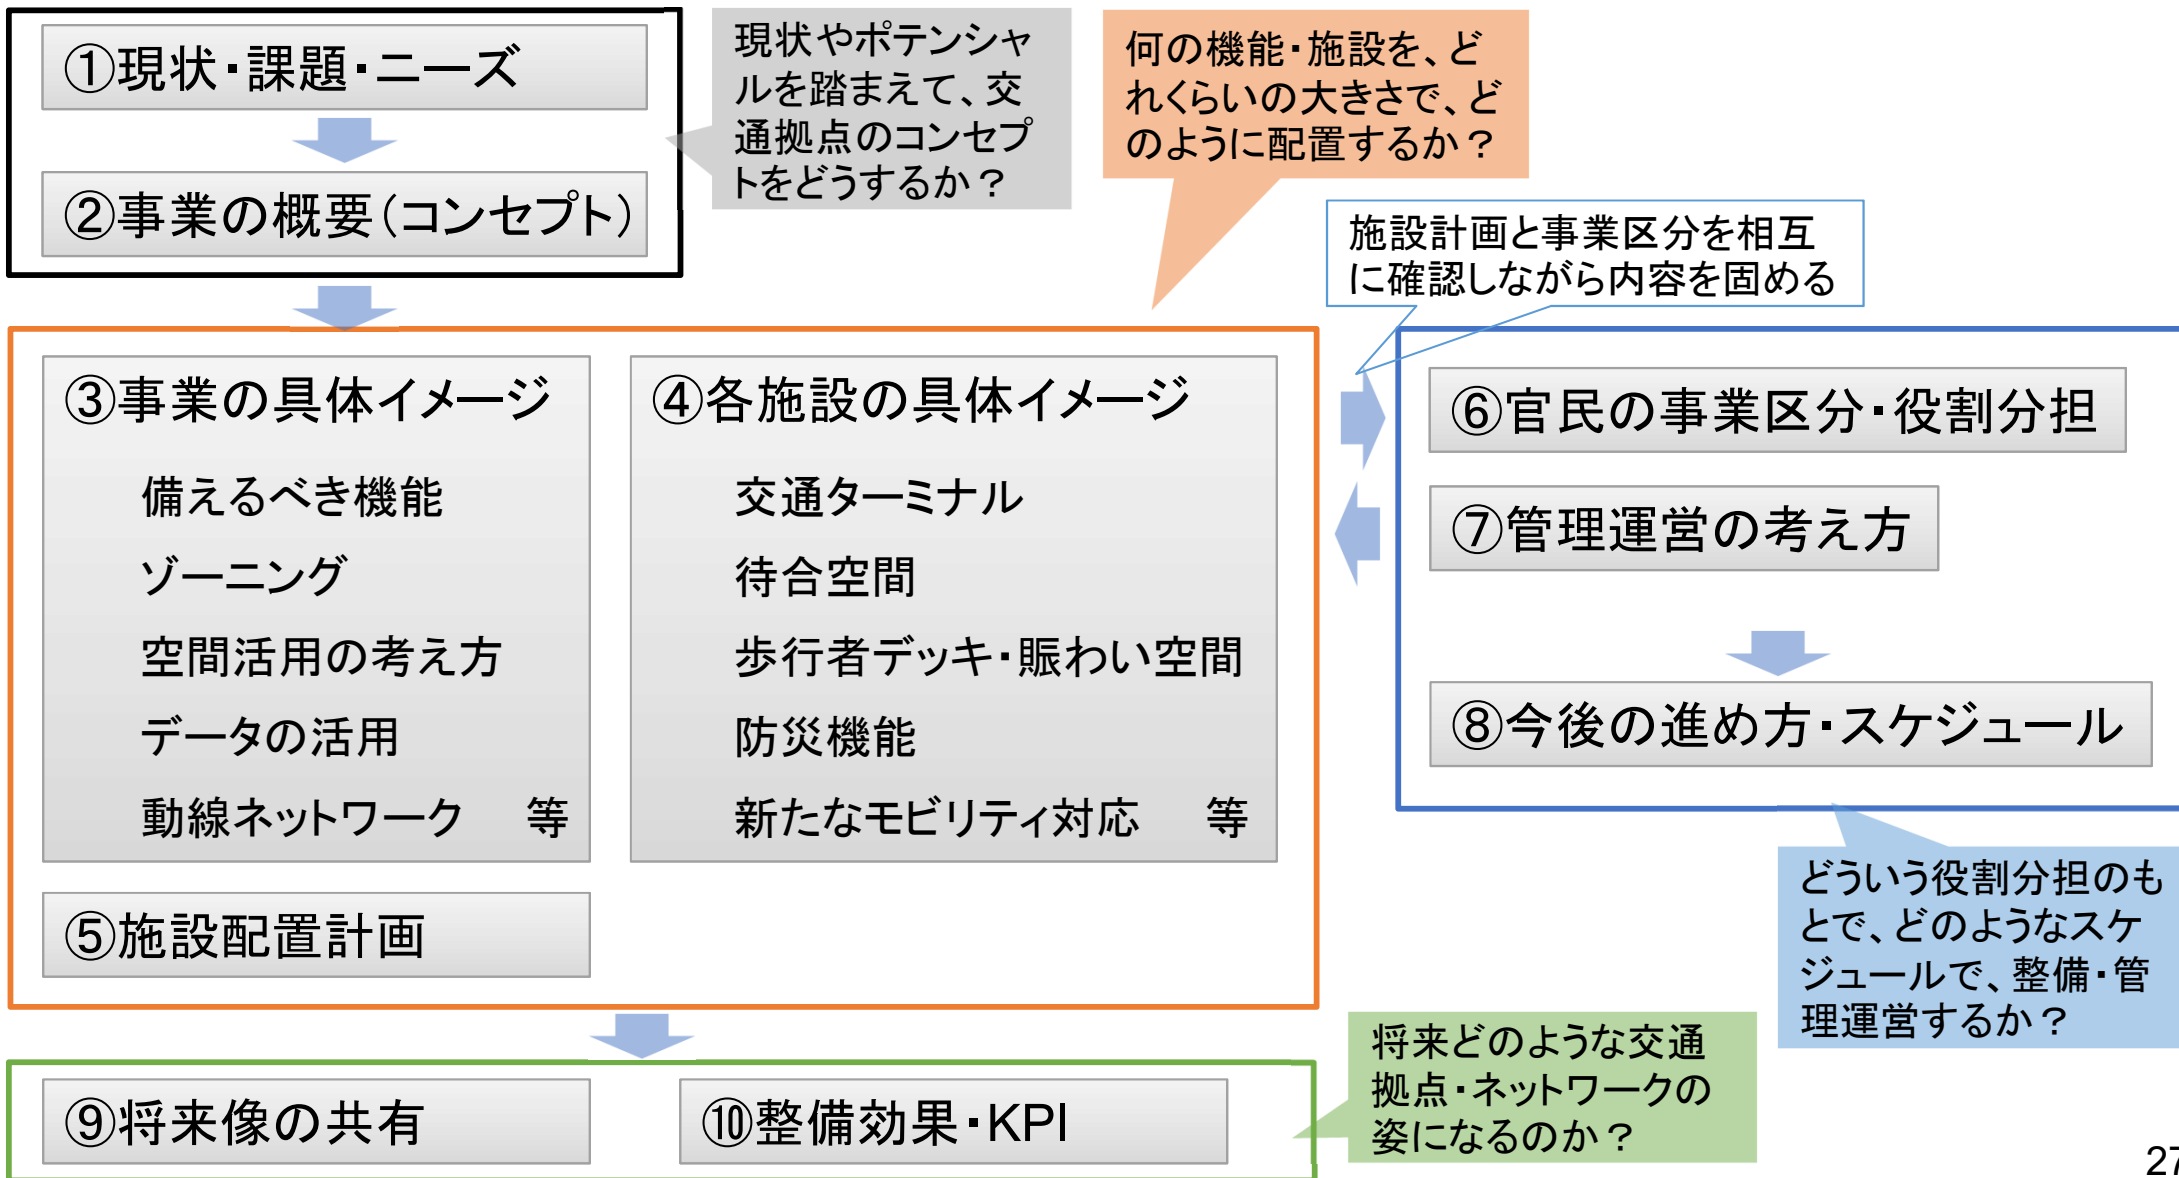 ①現状・課題・ニーズ
②事業の概要（コンセプト）
現状やポテンシャ
ルを踏まえて、交
通拠点のコンセプ
トをどうするか？
何の機能・施設を、ど
れくらいの大きさで、ど
のように配置するか？
施設計画と事業区分を相互
に確認しながら内容を固める
③事業の具体イメージ
備えるべき機能
ゾーニング
空間活用の考え方
データの活用
動線ネットワーク　等
④各施設の具体イメージ
交通ターミナル
待合空間
歩行者デッキ・賑わい空間
防災機能
新たなモビリティ対応　等
⑤施設配置計画
⑥官民の事業区分・役割分担
⑦管理運営の考え方
⑧今後の進め方・スケジュール
どういう役割分担のも
とで、どのようなスケ
ジュールで、整備・管
理運営するか？
⑨将来像の共有
⑩整備効果・KPI
将来どのような交通
拠点・ネットワークの
姿になるのか？
27